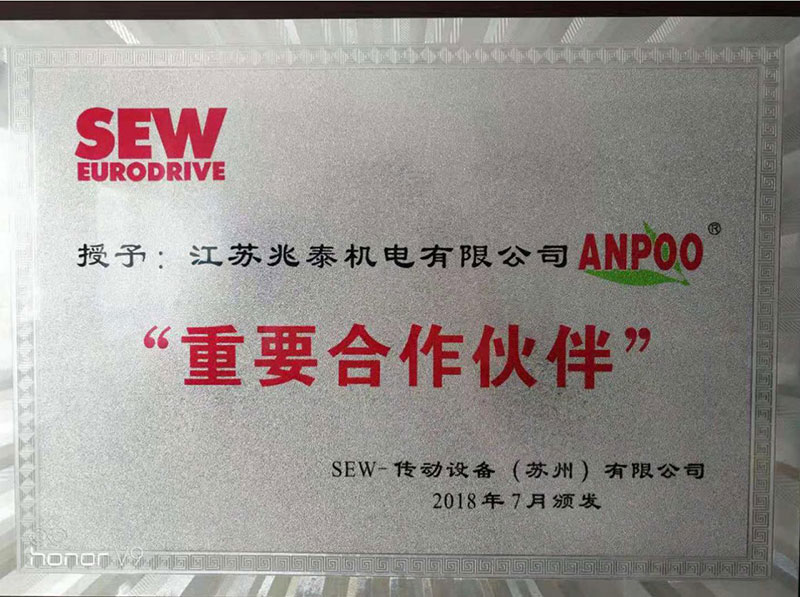 SEW
EURODRIVE
授予：江苏兆泰机电有限公司 ANPOO®
“重要合作伙伴”
SEW-传动设备（苏州）有限公司
2018年7月颁发
honor V9